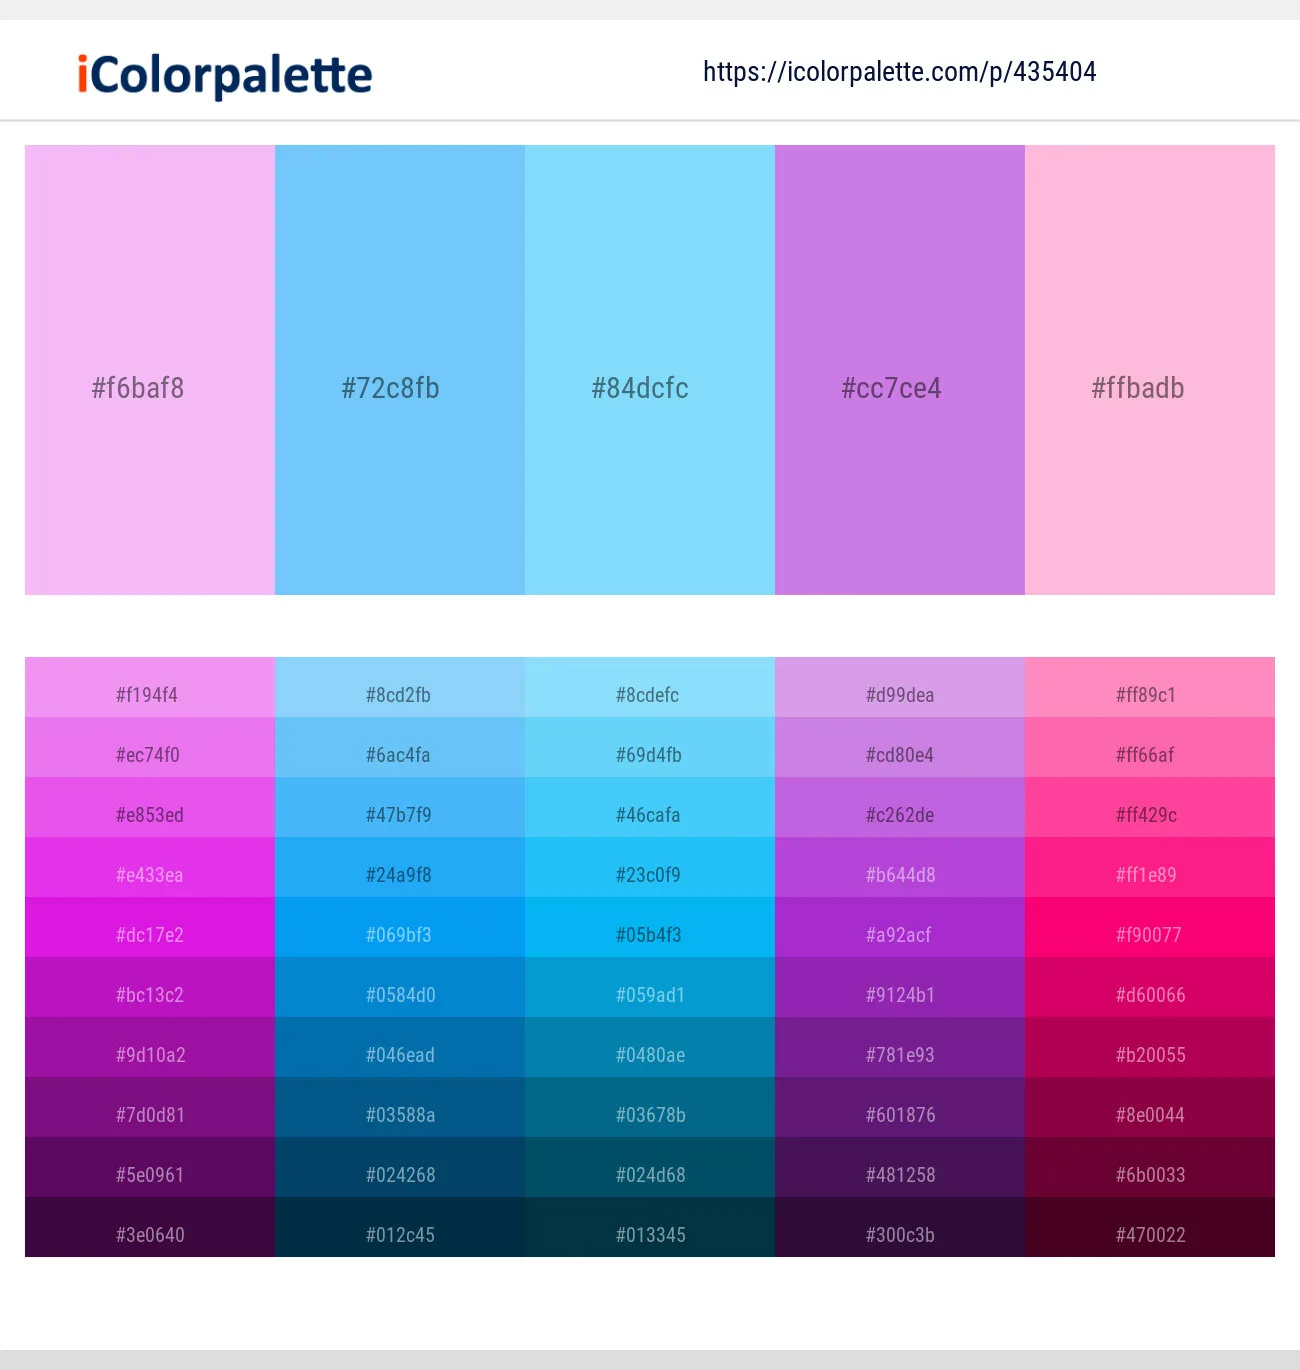 iColorpalette https://icolorpalette.com/p/435404
#f6baf8 #72c8fb #84dcfc #cc7ce4 #ffbadb
#f194f4 #8cd2fb #8cdefc #d99dea #ff89c1
#ec74f0 #6ac4fa #69d4fb #cd80e4 #ff66af
#e853ed #47b7f9 #46cafa #c262de #ff429c
#e433ea #24a9f8 #23c0f9 #b644d8 #ff1e89
#dc17e2 #069bf3 #05b4f3 #a92acf #f90077
#bc13c2 #0584d0 #059ad1 #9124b1 #d60066
#9d10a2 #046ead #0480ae #781e93 #b20055
#7d0d81 #03588a #03678b #601876 #8e0044
#5e0961 #024268 #024d68 #481258 #6b0033
#3e0640 #012c45 #013345 #300c3b #470022